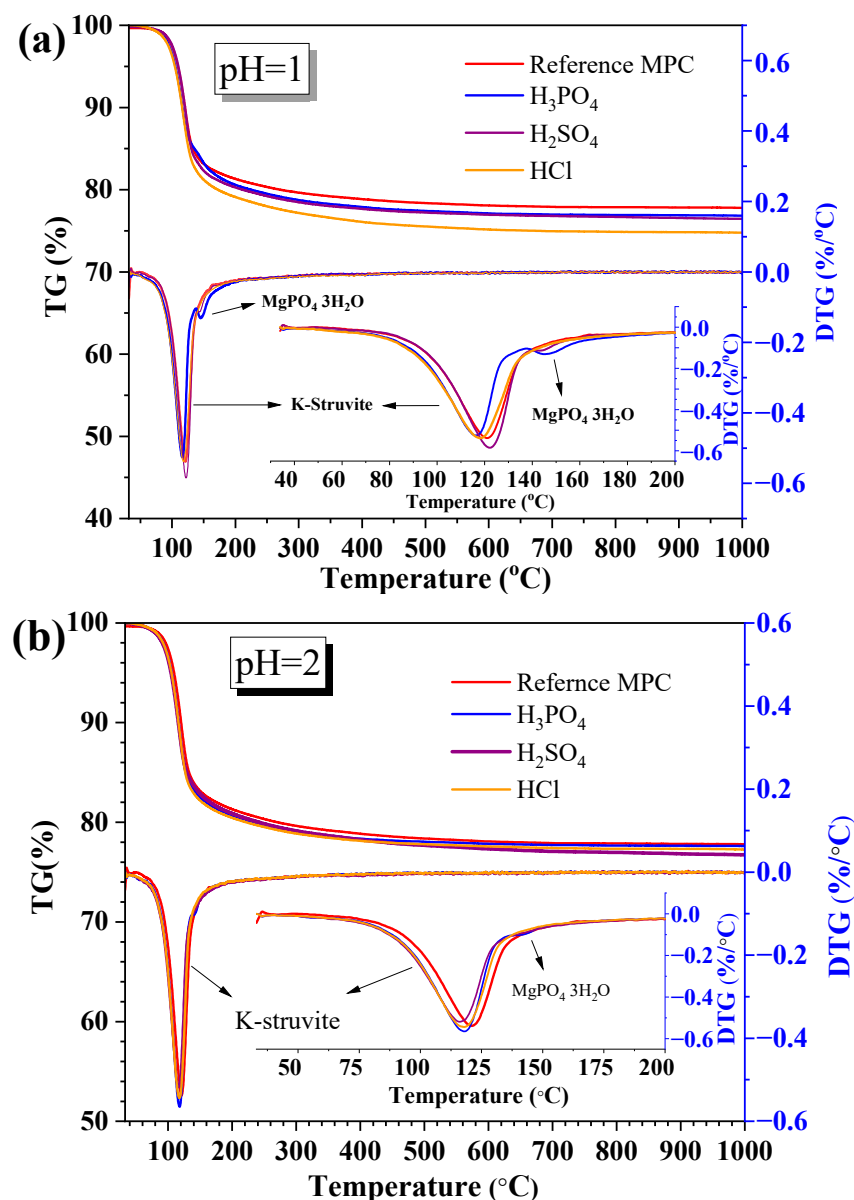 (a)
pH=1
Reference MPC
H₃PO₄
H₂SO₄
HCl
100
90
80
70
60
50
40
TG (%)
0.6
0.4
0.2
0.0
−0.2
−0.4
−0.6
DTG (%/°C)
MgPO₄ 3H₂O
K-Struvite
MgPO₄ 3H₂O
0.0
-0.2
-0.4
-0.6
DTG (%/°C)
40 60 80 100 120 140 160 180 200
Temperature (°C)
100 200 300 400 500 600 700 800 900 1000
Temperature (°C)
(b)
pH=2
Refernce MPC
H₃PO₄
H₂SO₄
HCl
100
90
80
70
60
50
TG(%)
0.6
0.4
0.2
0.0
−0.2
−0.4
−0.6
DTG (%/°C)
K-struvite
MgPO₄ 3H₂O
0.0
-0.2
-0.4
-0.6
DTG (%/°C)
50 75 100 125 150 175 200
Temperature (°C)
100 200 300 400 500 600 700 800 900 1000
Temperature (°C)